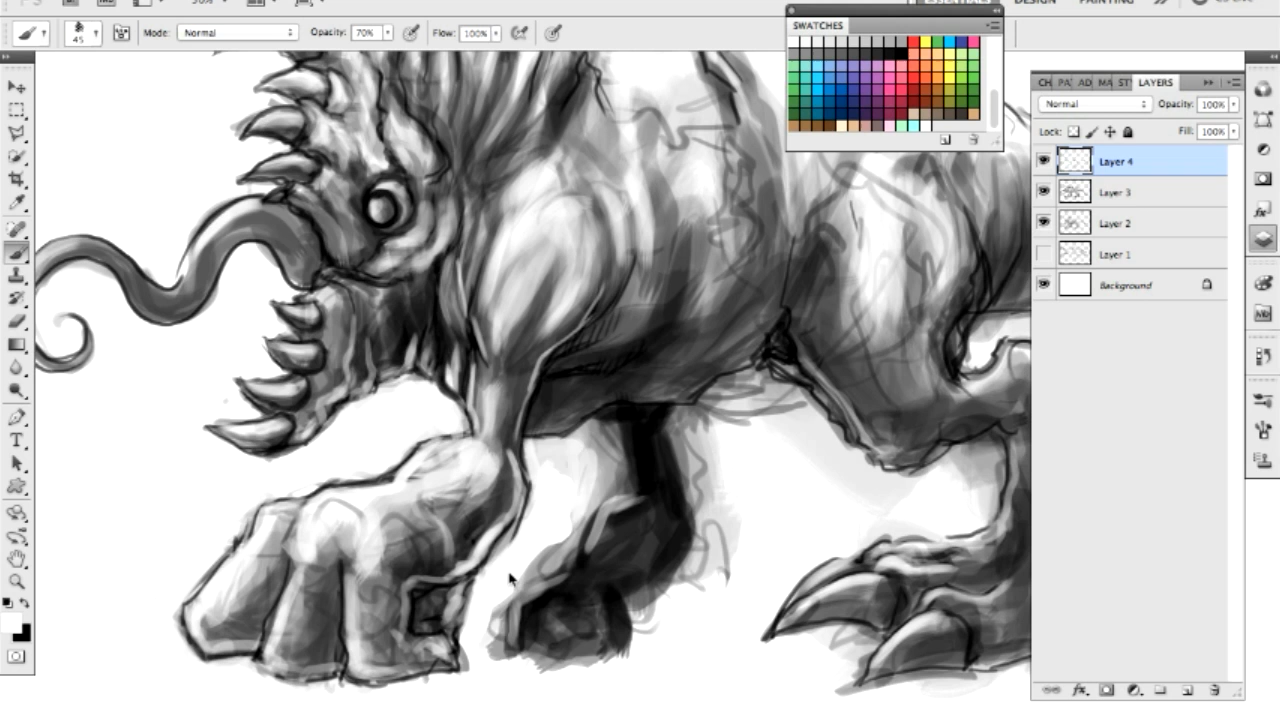 DESIGN
PAINTING
SWATCHES
45
Mode:
Normal
Opacity: 70%
Flow: 100%
LAYERS
Normal
Opacity: 100%
Lock:
Fill: 100%
Layer 4
Layer 3
Layer 2
Layer 1
Background